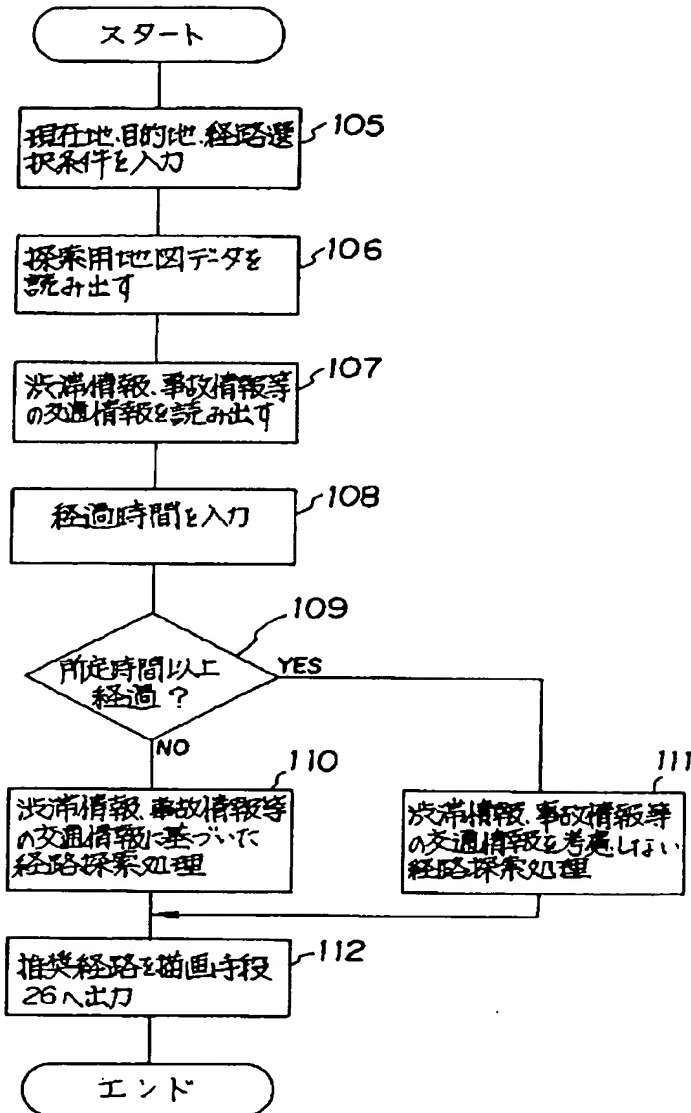 スタート
105
現在地.目的地.経路選
択条件を入力
106
探索用地図データを
読み出す
107
渋滞情報、事故情報等
の交通情報を読み出す
108
経過時間を入力
109
所定時間以上
経過?
YES
NO
110
渋滞情報、事故情報等
の交通情報に基づいた
経路探索処理
111
渋滞情報、事故情報等
の交通情報を考慮しない
経路探索処理
112
推奨経路を描画手段
26へ出力
エンド